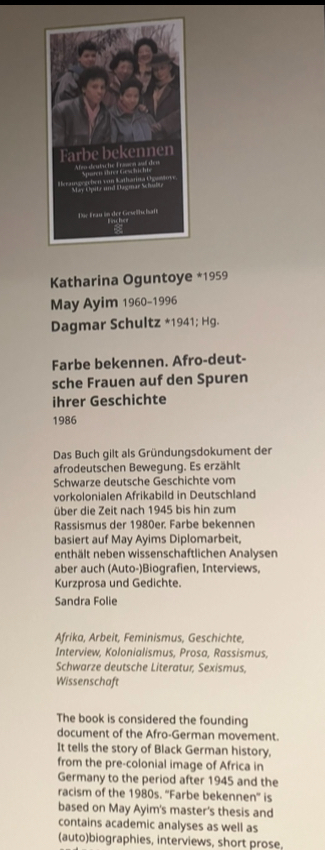 Farbe bekennen
Afro-deutsche Frauen auf den
Spuren ihrer Geschichte
Herausgegeben von Katharina Oguntoye,
May Opitz und Dagmar Schultz
Die Frau in der Gesellschaft
Fischer
Katharina Oguntoye *1959
May Ayim 1960–1996
Dagmar Schultz *1941; Hg.
Farbe bekennen. Afro-deut-
sche Frauen auf den Spuren
ihrer Geschichte
1986
Das Buch gilt als Gründungsdokument der
afrodeutschen Bewegung. Es erzählt
Schwarze deutsche Geschichte vom
vorkolonialen Afrikabild in Deutschland
über die Zeit nach 1945 bis hin zum
Rassismus der 1980er. Farbe bekennen
basiert auf May Ayims Diplomarbeit,
enthält neben wissenschaftlichen Analysen
aber auch (Auto-)Biografien, Interviews,
Kurzprosa und Gedichte.
Sandra Folie
Afrika, Arbeit, Feminismus, Geschichte,
Interview, Kolonialismus, Prosa, Rassismus,
Schwarze deutsche Literatur, Sexismus,
Wissenschaft
The book is considered the founding
document of the Afro-German movement.
It tells the story of Black German history,
from the pre-colonial image of Africa in
Germany to the period after 1945 and the
racism of the 1980s. "Farbe bekennen" is
based on May Ayim's master's thesis and
contains academic analyses as well as
(auto)biographies, interviews, short prose,